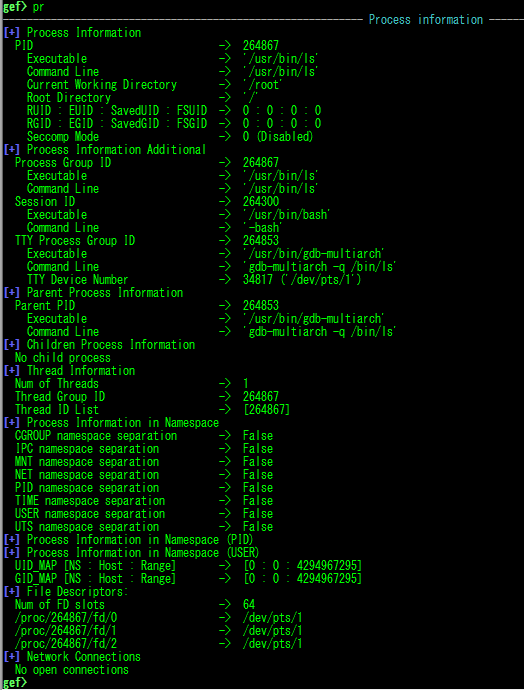 gef> pr
Process information
[+] Process Information
PID -> 264867
Executable -> '/usr/bin/ls'
Command Line -> '/usr/bin/ls'
Current Working Directory -> '/root'
Root Directory -> '/'
RUID : EUID : SavedUID : FSUID -> 0 : 0 : 0 : 0
RGID : EGID : SavedGID : FSGID -> 0 : 0 : 0 : 0
Seccomp Mode -> 0 (Disabled)
[+] Process Information Additional
Process Group ID -> 264867
Executable -> '/usr/bin/ls'
Command Line -> '/usr/bin/ls'
Session ID -> 264300
Executable -> '/usr/bin/bash'
Command Line -> '-bash'
TTY Process Group ID -> 264853
Executable -> '/usr/bin/gdb-multiarch'
Command Line -> 'gdb-multiarch -q /bin/ls'
TTY Device Number -> 34817 ('/dev/pts/1')
[+] Parent Process Information
Parent PID -> 264853
Executable -> '/usr/bin/gdb-multiarch'
Command Line -> 'gdb-multiarch -q /bin/ls'
[+] Children Process Information
No child process
[+] Thread Information
Num of Threads -> 1
Thread Group ID -> 264867
Thread ID List -> [264867]
[+] Process Information in Namespace
CGROUP namespace separation -> False
IPC namespace separation -> False
MNT namespace separation -> False
NET namespace separation -> False
PID namespace separation -> False
TIME namespace separation -> False
USER namespace separation -> False
UTS namespace separation -> False
[+] Process Information in Namespace (PID)
[+] Process Information in Namespace (USER)
UID_MAP [NS : Host : Range] -> [0 : 0 : 4294967295]
GID_MAP [NS : Host : Range] -> [0 : 0 : 4294967295]
[+] File Descriptors:
Num of FD slots -> 64
/proc/264867/fd/0 -> /dev/pts/1
/proc/264867/fd/1 -> /dev/pts/1
/proc/264867/fd/2 -> /dev/pts/1
[+] Network Connections
No open connections
gef>